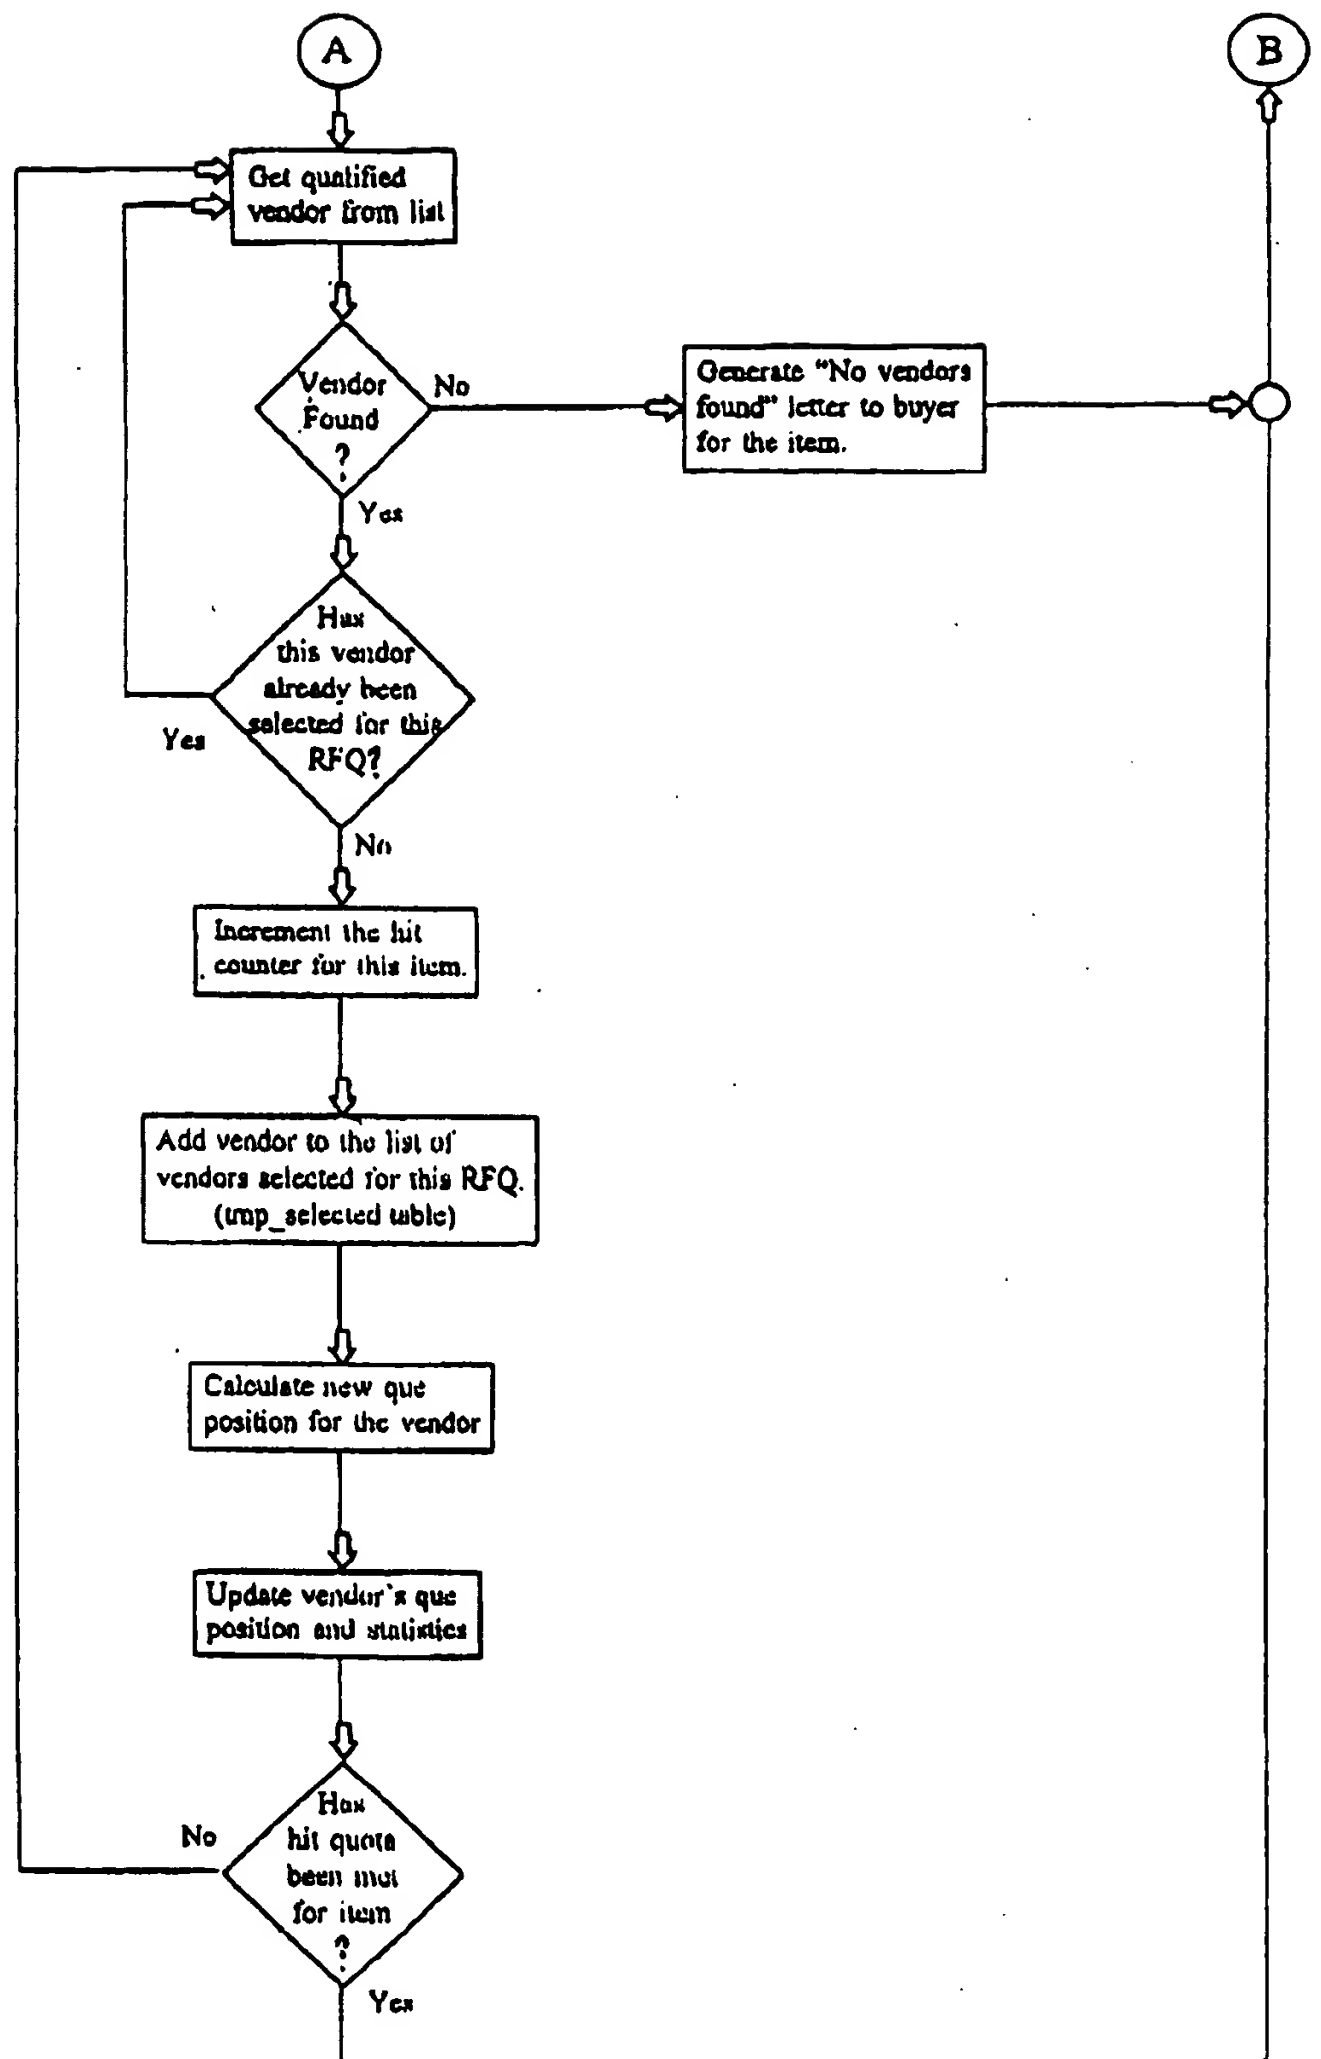 A
B
Get qualified
vendor from list
Vendor
Found
?
No
Generate “No vendors
found” letter to buyer
for the item.
Yes
Has
this vendor
already been
selected for this
RFQ?
Yes
No
Increment the hit
counter for this item.
Add vendor to the list of
vendors selected for this RFQ.
(tmp_selected table)
Calculate new que
position for the vendor
Update vendor's que
position and statistics
Has
hit quota
been met
for item
?
No
Yes